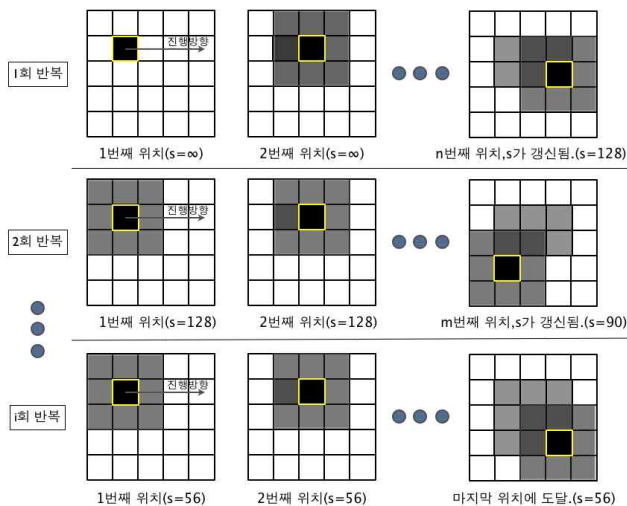 1회 반복
진행방향
1번째 위치(s=∞)
2번째 위치(s=∞)
n번째 위치,s가 갱신됨.(s=128)
2회 반복
진행방향
1번째 위치(s=128)
2번째 위치(s=128)
m번째 위치,s가 갱신됨.(s=90)
i회 반복
진행방향
1번째 위치(s=56)
2번째 위치(s=56)
마지막 위치에 도달.(s=56)